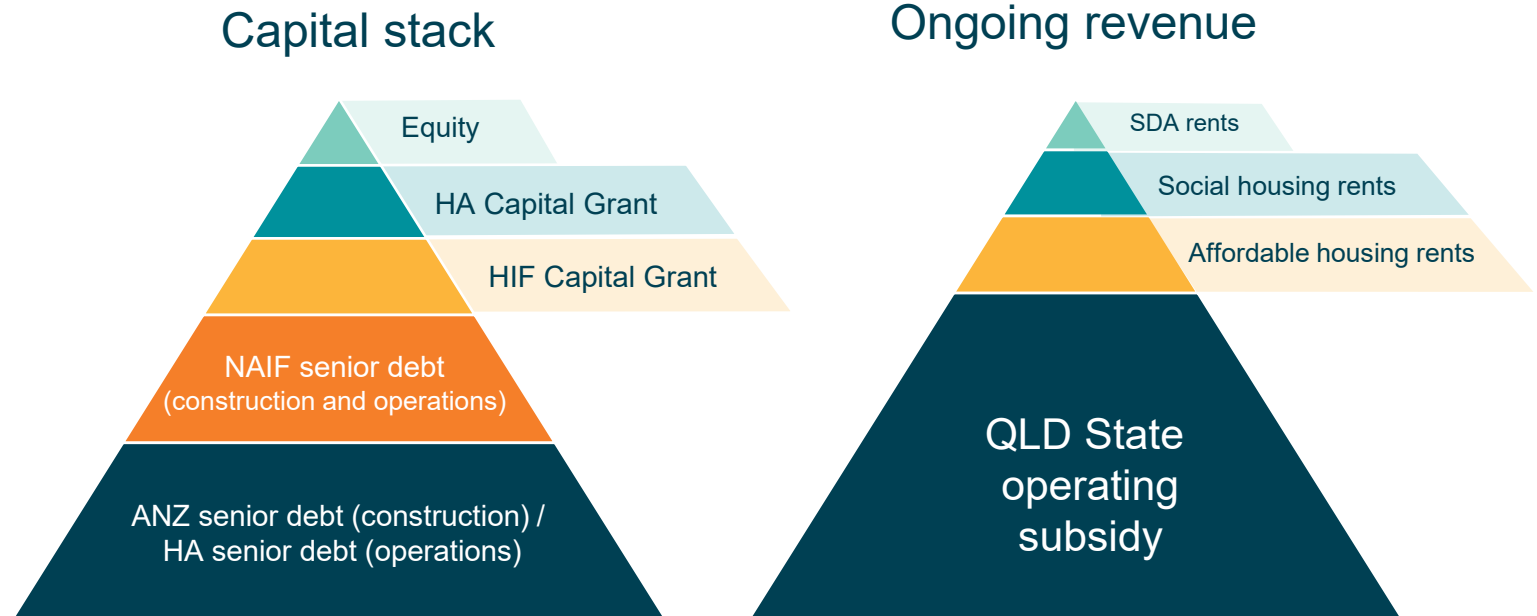 Capital stack
Equity
HA Capital Grant
HIF Capital Grant
NAIF senior debt
(construction and operations)
ANZ senior debt (construction) /
HA senior debt (operations)
Ongoing revenue
SDA rents
Social housing rents
Affordable housing rents
QLD State
operating
subsidy